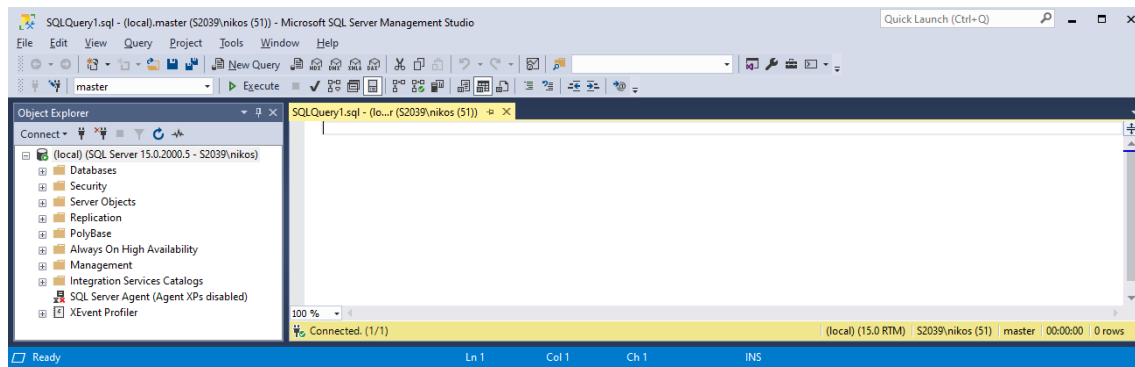 SQLQuery1.sql - (local).master (S2039\nikos (51)) - Microsoft SQL Server Management Studio
Quick Launch (Ctrl+Q)
File Edit View Query Project Tools Window Help
New Query MDX DMX XMLA DAX
master Execute
Object Explorer
SQLQuery1.sql - (lo...r (S2039\nikos (51))
Connect
(local) (SQL Server 15.0.2000.5 - S2039\nikos)
Databases
Security
Server Objects
Replication
PolyBase
Always On High Availability
Management
Integration Services Catalogs
SQL Server Agent (Agent XPs disabled)
XEvent Profiler
100 %
Connected. (1/1) (local) (15.0 RTM) S2039\nikos (51) master 00:00:00 0 rows
Ready Ln 1 Col 1 Ch 1 INS